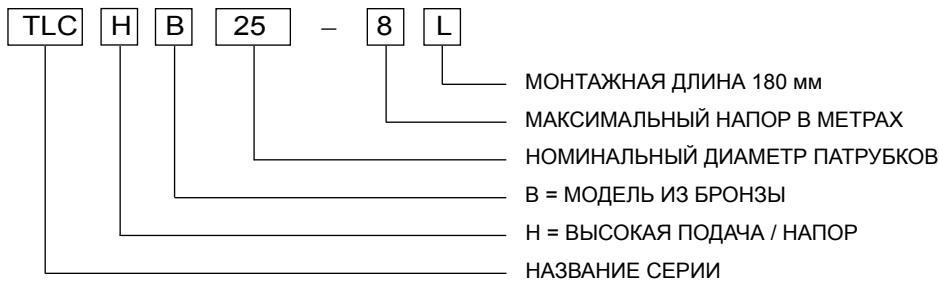 TLC H B 25 – 8 L
МОНТАЖНАЯ ДЛИНА 180 мм
МАКСИМАЛЬНЫЙ НАПОР В МЕТРАХ
НОМИНАЛЬНЫЙ ДИАМЕТР ПАТРУБКОВ
B = МОДЕЛЬ ИЗ БРОНЗЫ
H = ВЫСОКАЯ ПОДАЧА / НАПОР
НАЗВАНИЕ СЕРИИ